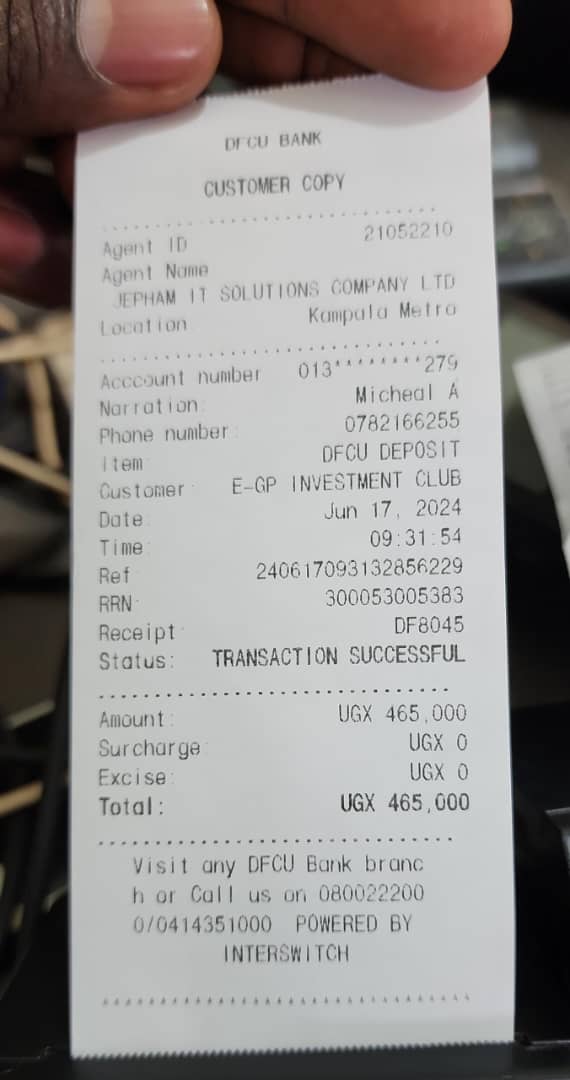 DFCU BANK
CUSTOMER COPY
Agent ID 21052210
Agent Name
JEPHAM IT SOLUTIONS COMPANY LTD
Location Kampala Metro
Acccount number 013********279
Narration: Micheal A
Phone number: 0782166255
Item DFCU DEPOSIT
Customer: E-GP INVESTMENT CLUB
Date: Jun 17, 2024
Time: 09:31:54
Ref 240617093132856229
RRN: 300053005383
Receipt: DF8045
Status: TRANSACTION SUCCESSFUL
Amount: UGX 465,000
Surcharge: UGX 0
Excise: UGX 0
Total: UGX 465,000
Visit any DFCU Bank branc
h or Call us on 080022200
0/0414351000 POWERED BY
INTERSWITCH